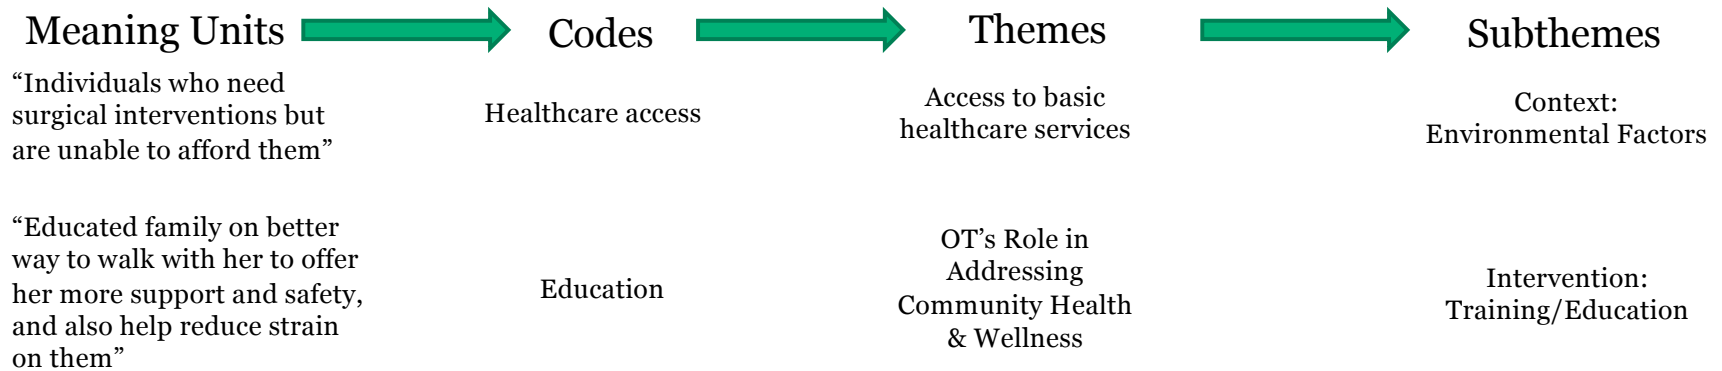 Meaning Units
Codes
Themes
Subthemes
“Individuals who need
surgical interventions but
are unable to afford them”
Healthcare access
Access to basic
healthcare services
Context:
Environmental Factors
“Educated family on better
way to walk with her to offer
her more support and safety,
and also help reduce strain
on them”
Education
OT’s Role in
Addressing
Community Health
& Wellness
Intervention:
Training/Education